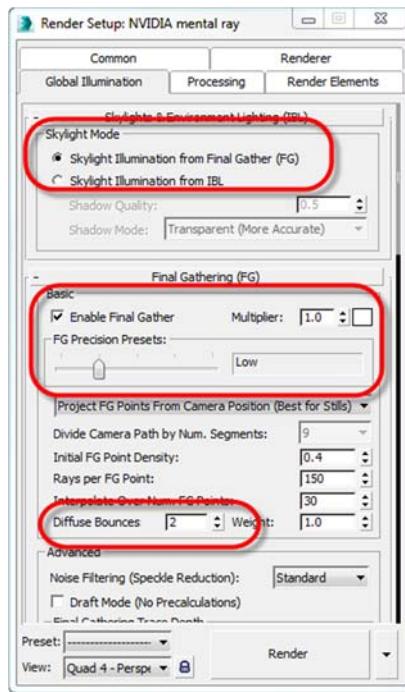 Render Setup: NVIDIA mental ray
Common Renderer
Global Illumination Processing Render Elements
- Skylights & Environment Lighting (IBL)
Skylight Mode
Skylight Illumination from Final Gather (FG)
Skylight Illumination from IBL
Shadow Quality: 0.5
Shadow Mode: Transparent (More Accurate)
- Final Gathering (FG)
Basic
Enable Final Gather Multiplier: 1.0
FG Precision Presets:
Low
Project FG Points From Camera Position (Best for Stills)
Divide Camera Path by Num. Segments: 9
Initial FG Point Density: 0.4
Rays per FG Point: 150
Interpolate Over Num. FG Points: 30
Diffuse Bounces 2 Weight: 1.0
Advanced
Noise Filtering (Speckle Reduction): Standard
Draft Mode (No Precalculations)
Final Gathering Trace Depth
Preset: --------------------
View: Quad 4 - Perspe
Render